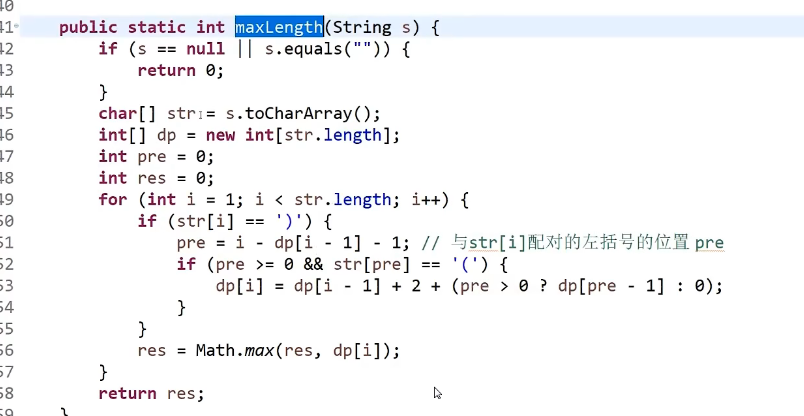 40
41 public static int maxLength(String s) {
42 if (s == null || s.equals("")) {
43 return 0;
44 }
45 char[] str = s.toCharArray();
46 int[] dp = new int[str.length];
47 int pre = 0;
48 int res = 0;
49 for (int i = 1; i < str.length; i++) {
50 if (str[i] == ')') {
51 pre = i - dp[i - 1] - 1; // 与str[i]配对的左括号的位置 pre
52 if (pre >= 0 && str[pre] == '(') {
53 dp[i] = dp[i - 1] + 2 + (pre > 0 ? dp[pre - 1] : 0);
54 }
55 }
56 res = Math.max(res, dp[i]);
57 }
58 return res;
59 }